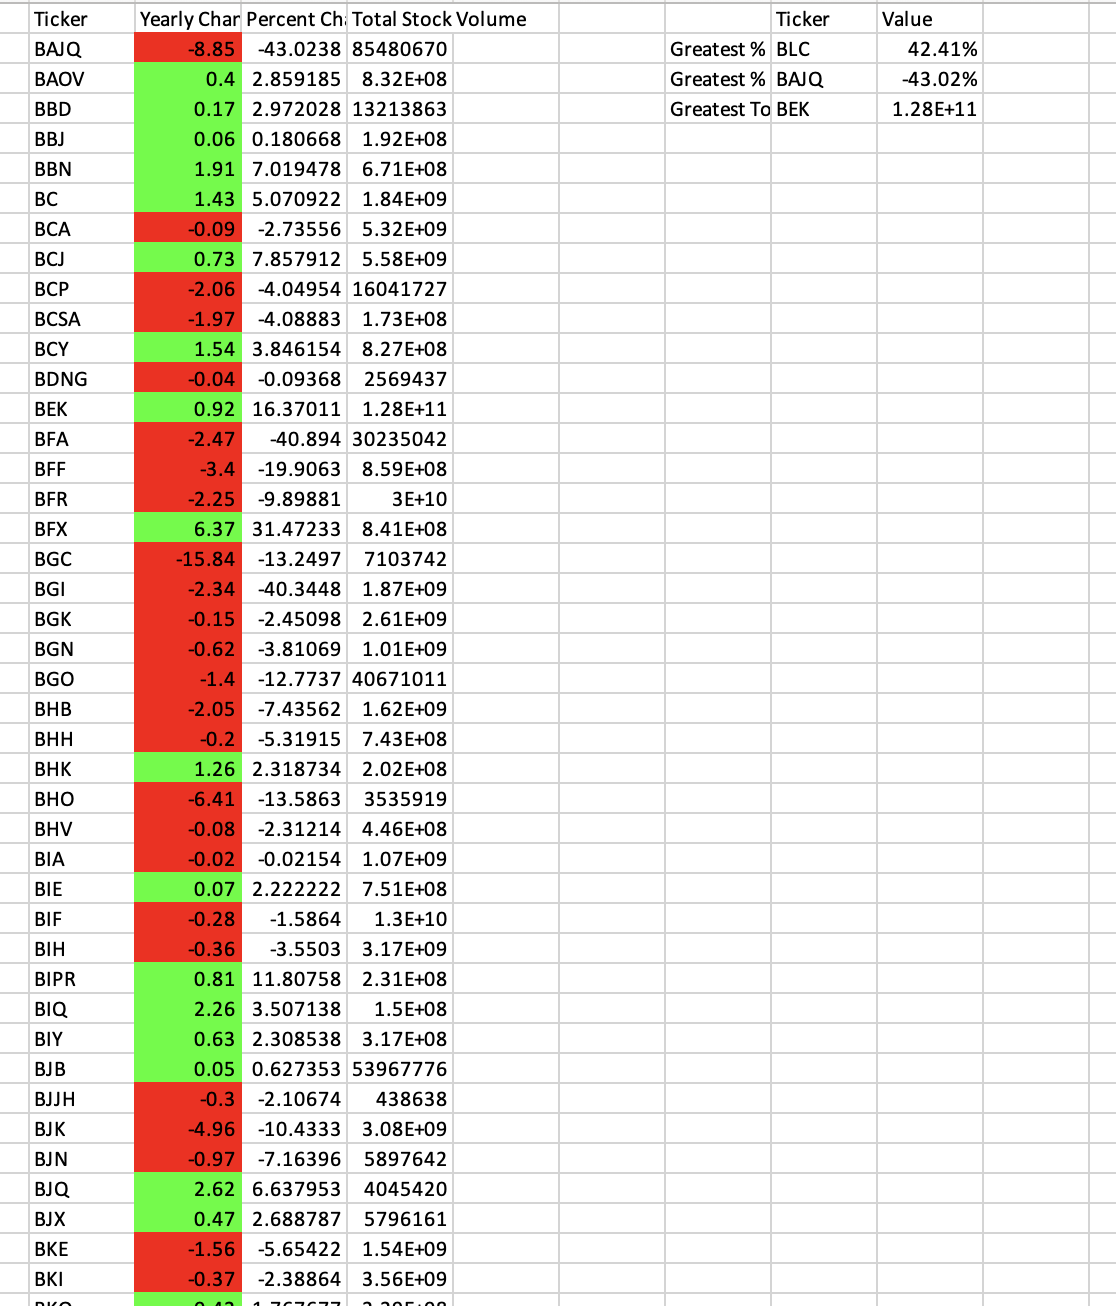 Ticker Yearly Char Percent Ch Total Stock Volume Ticker Value
BAJQ -8.85 -43.0238 85480670 Greatest % BLC 42.41%
BAOV 0.4 2.859185 8.32E+08 Greatest % BAJQ -43.02%
BBD 0.17 2.972028 13213863 Greatest To BEK 1.28E+11
BBJ 0.06 0.180668 1.92E+08
BBN 1.91 7.019478 6.71E+08
BC 1.43 5.070922 1.84E+09
BCA -0.09 -2.73556 5.32E+09
BCJ 0.73 7.857912 5.58E+09
BCP -2.06 -4.04954 16041727
BCSA -1.97 -4.08883 1.73E+08
BCY 1.54 3.846154 8.27E+08
BDNG -0.04 -0.09368 2569437
BEK 0.92 16.37011 1.28E+11
BFA -2.47 -40.894 30235042
BFF -3.4 -19.9063 8.59E+08
BFR -2.25 -9.89881 3E+10
BFX 6.37 31.47233 8.41E+08
BGC -15.84 -13.2497 7103742
BGI -2.34 -40.3448 1.87E+09
BGK -0.15 -2.45098 2.61E+09
BGN -0.62 -3.81069 1.01E+09
BGO -1.4 -12.7737 40671011
BHB -2.05 -7.43562 1.62E+09
BHH -0.2 -5.31915 7.43E+08
BHK 1.26 2.318734 2.02E+08
BHO -6.41 -13.5863 3535919
BHV -0.08 -2.31214 4.46E+08
BIA -0.02 -0.02154 1.07E+09
BIE 0.07 2.222222 7.51E+08
BIF -0.28 -1.5864 1.3E+10
BIH -0.36 -3.5503 3.17E+09
BIPR 0.81 11.80758 2.31E+08
BIQ 2.26 3.507138 1.5E+08
BIY 0.63 2.308538 3.17E+08
BJB 0.05 0.627353 53967776
BJJH -0.3 -2.10674 438638
BJK -4.96 -10.4333 3.08E+09
BJN -0.97 -7.16396 5897642
BJQ 2.62 6.637953 4045420
BJX 0.47 2.688787 5796161
BKE -1.56 -5.65422 1.54E+09
BKI -0.37 -2.38864 3.56E+09